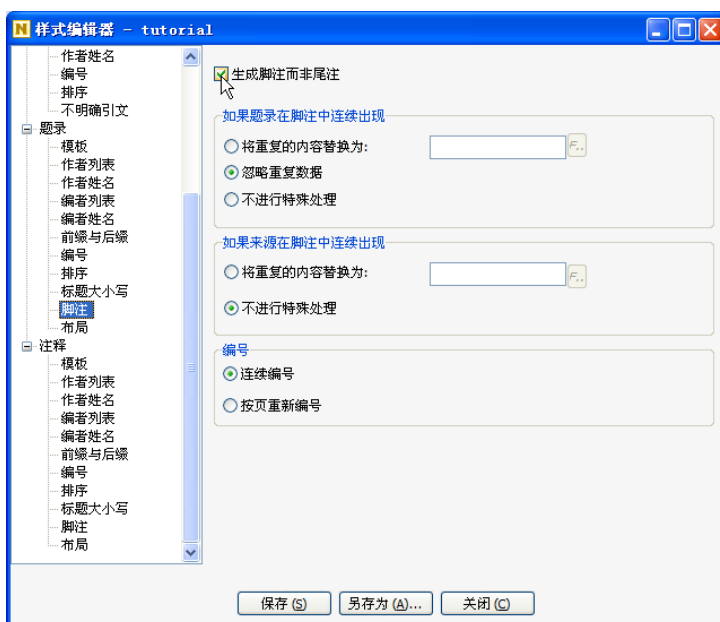 N 样式编辑器 - tutorial
作者姓名
编号
排序
不明确引文
题录
模板
作者列表
作者姓名
编者列表
编者姓名
前缀与后缀
编号
排序
标题大小写
脚注
布局
注释
模板
作者列表
作者姓名
编者列表
编者姓名
前缀与后缀
编号
排序
标题大小写
脚注
布局
生成脚注而非尾注
如果题录在脚注中连续出现
将重复的内容替换为: F..
忽略重复数据
不进行特殊处理
如果来源在脚注中连续出现
将重复的内容替换为: F..
不进行特殊处理
编号
连续编号
按页重新编号
保存(S) 另存为(A)... 关闭(C)